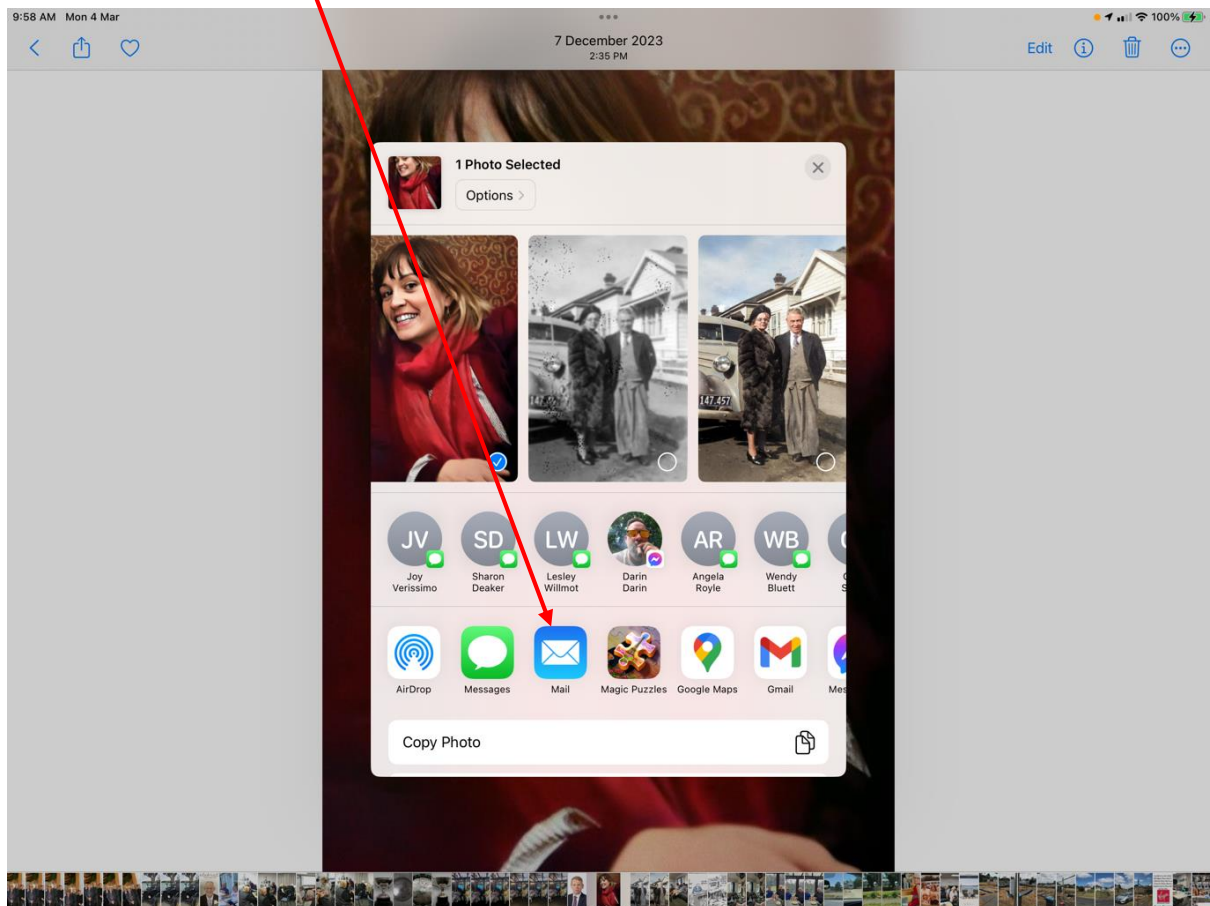 9:58 AM Mon 4 Mar
100%
7 December 2023
2:35 PM
Edit
1 Photo Selected
Options
147.457
JV
SD
LW
AR
WB
Joy
Verissimo
Sharon
Deaker
Lesley
Willmot
Darin
Darin
Angela
Royle
Wendy
Bluett
AirDrop
Messages
Mail
Magic Puzzles
Google Maps
Gmail
Mes
Copy Photo